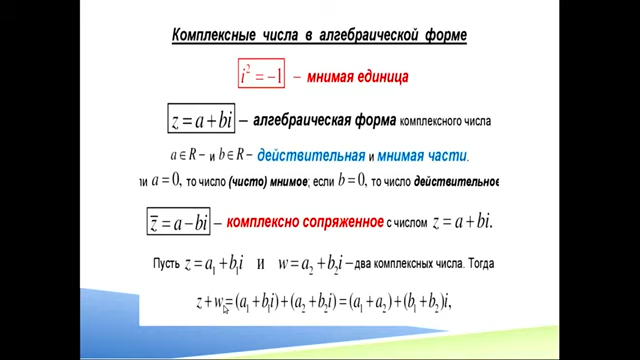 Комплексные числа в алгебраической форме
i² = −1 – мнимая единица
z = a + bi – алгебраическая форма комплексного числа
a ∈ R – и b ∈ R – действительная и мнимая части.
ли a = 0, то число (чисто) мнимое; если b = 0, то число действительное
z̅ = a − bi – комплексно сопряженное с числом z = a + bi.
Пусть z = a₁ + b₁i и w = a₂ + b₂i – два комплексных числа. Тогда
z + w = (a₁ + b₁i) + (a₂ + b₂i) = (a₁ + a₂) + (b₁ + b₂)i,